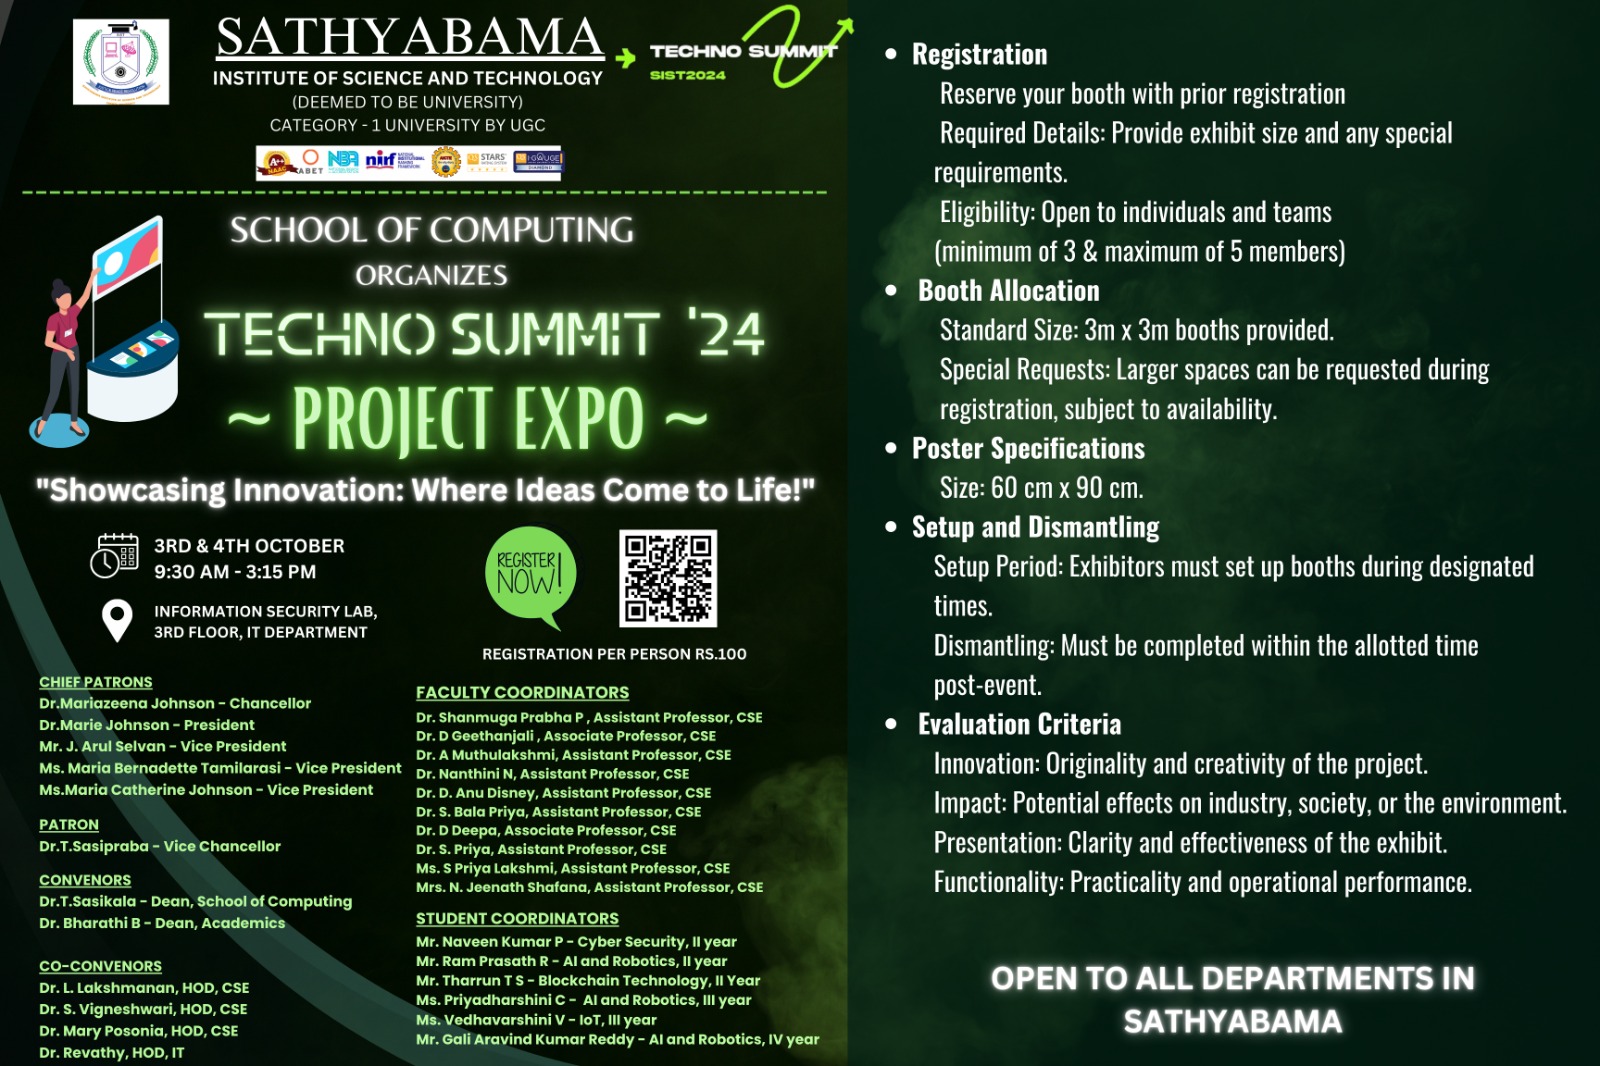 SATHYABAMA
INSTITUTE OF SCIENCE AND TECHNOLOGY
(DEEMED TO BE UNIVERSITY)
CATEGORY - 1 UNIVERSITY BY UGC
TECHNO SUMMIT
SIST2024
A++
NAAC
ABET
NBA
nirf
STARS
I·GAUGE
DIAMOND
SCHOOL OF COMPUTING
ORGANIZES
TECHNO SUMMIT '24
~ PROJECT EXPO ~
"Showcasing Innovation: Where Ideas Come to Life!"
3RD & 4TH OCTOBER
9:30 AM - 3:15 PM
INFORMATION SECURITY LAB,
3RD FLOOR, IT DEPARTMENT
REGISTER
NOW!
REGISTRATION PER PERSON RS.100
CHIEF PATRONS
Dr.Mariazeena Johnson - Chancellor
Dr.Marie Johnson - President
Mr. J. Arul Selvan - Vice President
Ms. Maria Bernadette Tamilarasi - Vice President
Ms.Maria Catherine Johnson - Vice President
PATRON
Dr.T.Sasipraba - Vice Chancellor
CONVENORS
Dr.T.Sasikala - Dean, School of Computing
Dr. Bharathi B - Dean, Academics
CO-CONVENORS
Dr. L. Lakshmanan, HOD, CSE
Dr. S. Vigneshwari, HOD, CSE
Dr. Mary Posonia, HOD, CSE
Dr. Revathy, HOD, IT
FACULTY COORDINATORS
Dr. Shanmuga Prabha P , Assistant Professor, CSE
Dr. D Geethanjali , Associate Professor, CSE
Dr. A Muthulakshmi, Assistant Professor, CSE
Dr. Nanthini N, Assistant Professor, CSE
Dr. D. Anu Disney, Assistant Professor, CSE
Dr. S. Bala Priya, Assistant Professor, CSE
Dr. D Deepa, Associate Professor, CSE
Dr. S. Priya, Assistant Professor, CSE
Ms. S Priya Lakshmi, Assistant Professor, CSE
Mrs. N. Jeenath Shafana, Assistant Professor, CSE
STUDENT COORDINATORS
Mr. Naveen Kumar P - Cyber Security, II year
Mr. Ram Prasath R - AI and Robotics, II year
Mr. Tharrun T S - Blockchain Technology, II Year
Ms. Priyadharshini C - AI and Robotics, III year
Ms. Vedhavarshini V - IoT, III year
Mr. Gali Aravind Kumar Reddy - AI and Robotics, IV year
• Registration
Reserve your booth with prior registration
Required Details: Provide exhibit size and any special
requirements.
Eligibility: Open to individuals and teams
(minimum of 3 & maximum of 5 members)
• Booth Allocation
Standard Size: 3m x 3m booths provided.
Special Requests: Larger spaces can be requested during
registration, subject to availability.
• Poster Specifications
Size: 60 cm x 90 cm.
• Setup and Dismantling
Setup Period: Exhibitors must set up booths during designated
times.
Dismantling: Must be completed within the allotted time
post-event.
• Evaluation Criteria
Innovation: Originality and creativity of the project.
Impact: Potential effects on industry, society, or the environment.
Presentation: Clarity and effectiveness of the exhibit.
Functionality: Practicality and operational performance.
OPEN TO ALL DEPARTMENTS IN
SATHYABAMA